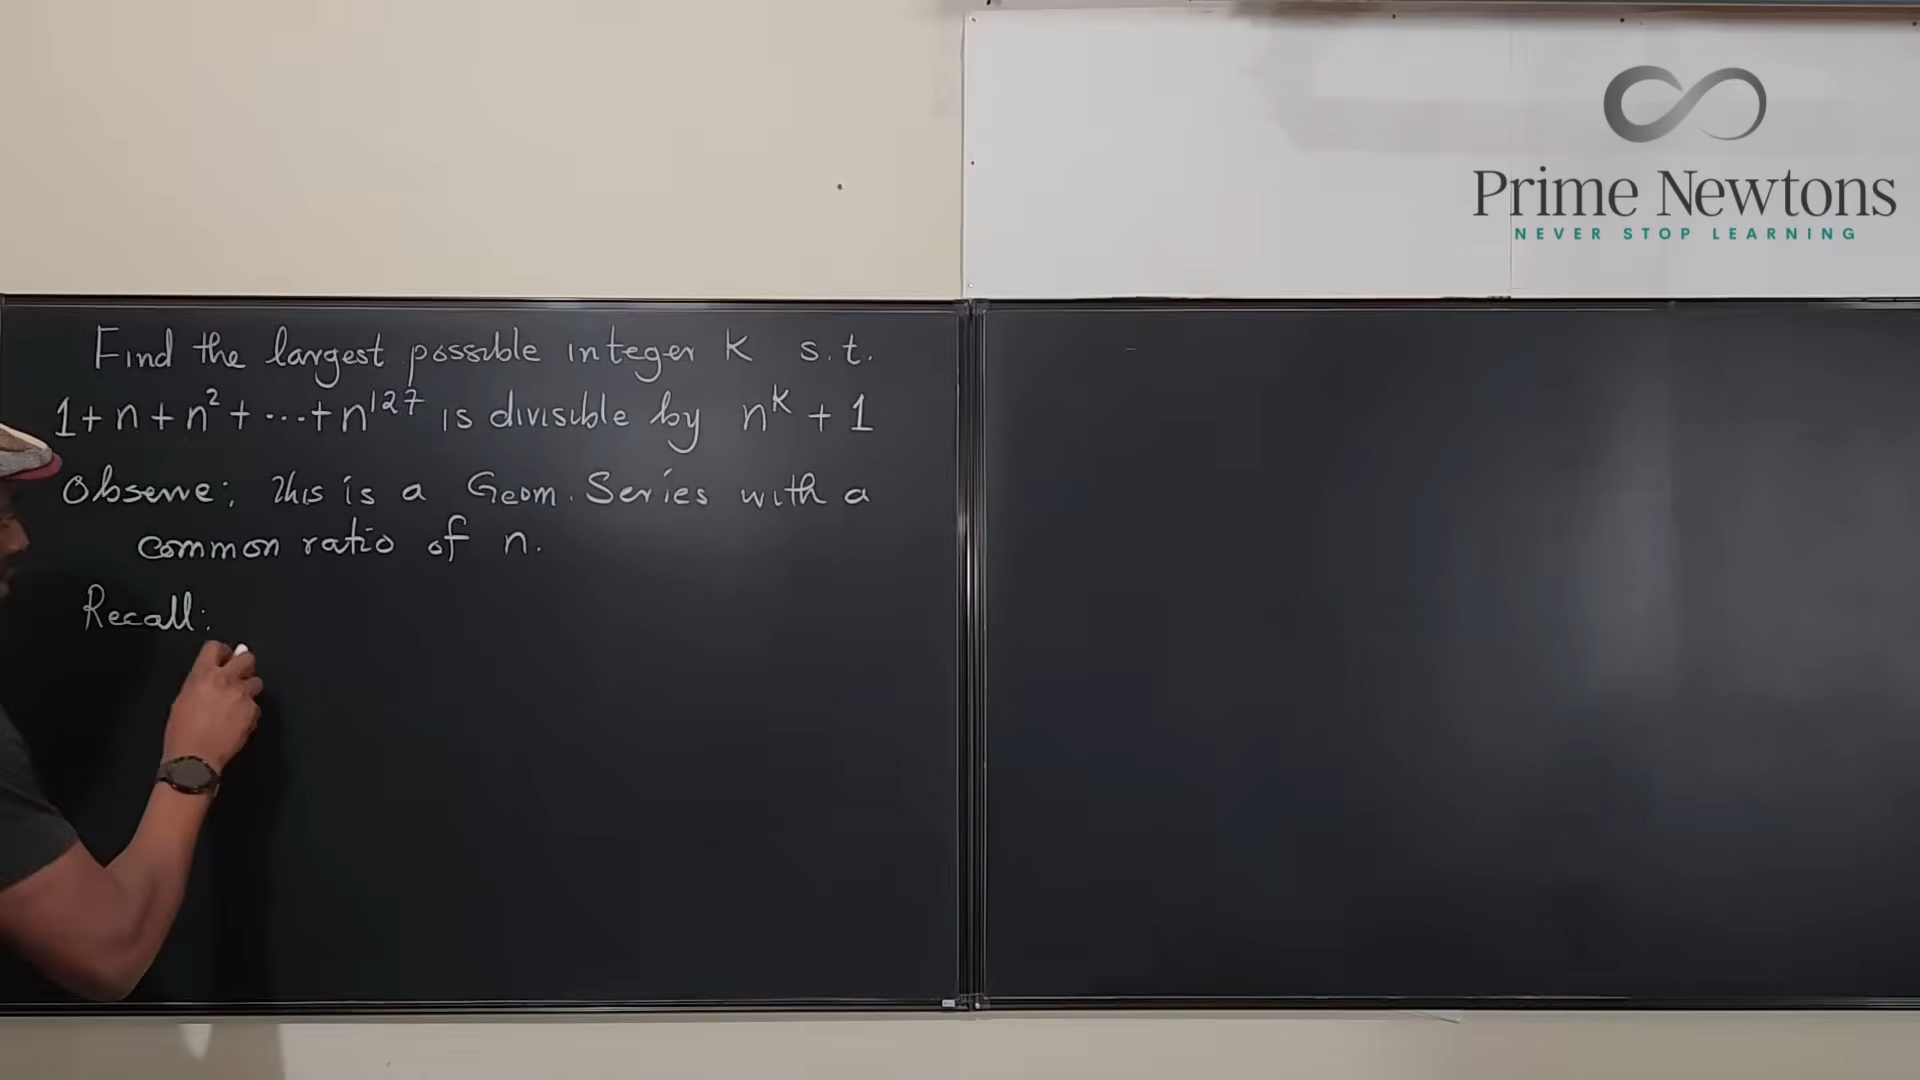 Prime Newtons
NEVER STOP LEARNING
Find the largest possible integer k s.t.
1 + n + n² + ... + n¹²⁷ is divisible by nᵏ + 1
Observe; This is a Geom. Series with a
common ratio of n.
Recall: